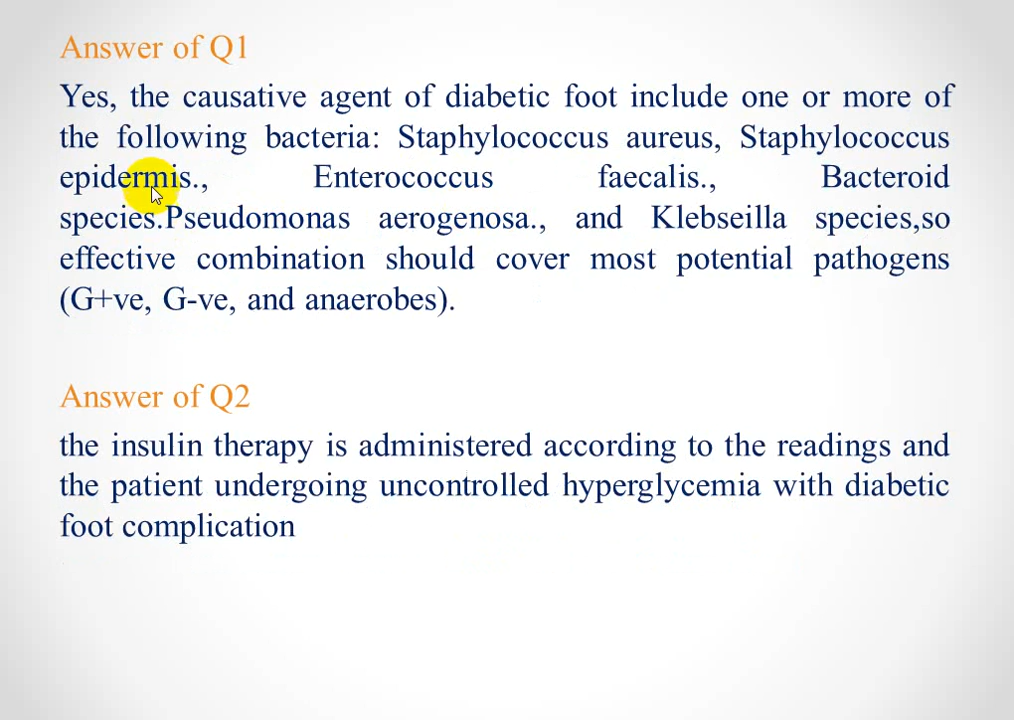 Answer of Q1
Yes, the causative agent of diabetic foot include one or more of
the following bacteria: Staphylococcus aureus, Staphylococcus
epidermis., Enterococcus faecalis., Bacteroid
species.Pseudomonas aerogenosa., and Klebseilla species,so
effective combination should cover most potential pathogens
(G+ve, G-ve, and anaerobes).
Answer of Q2
the insulin therapy is administered according to the readings and
the patient undergoing uncontrolled hyperglycemia with diabetic
foot complication